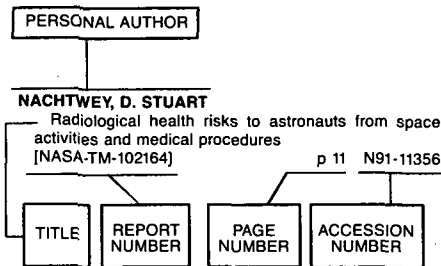 PERSONAL AUTHOR
NACHTWEY, D. STUART
Radiological health risks to astronauts from space
activities and medical procedures
[NASA-TM-102164] p 11 N91-11356
TITLE
REPORT
NUMBER
PAGE
NUMBER
ACCESSION
NUMBER